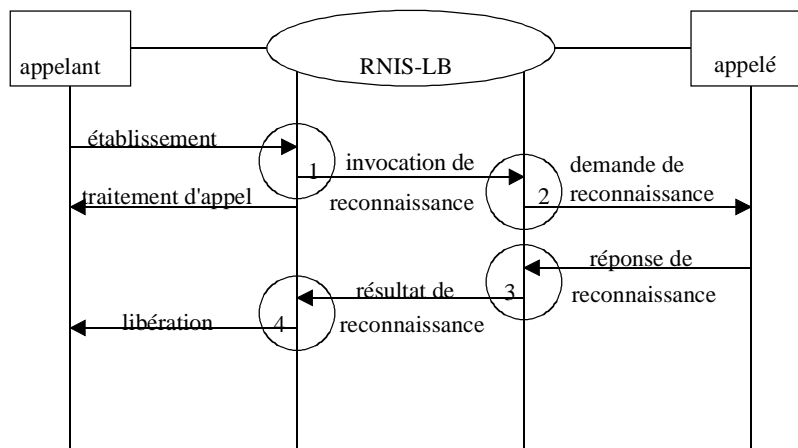 appelant
RNIS-LB
appelé
établissement
1
invocation de
reconnaissance
demande de
reconnaissance
2
traitement d'appel
réponse de
reconnaissance
3
résultat de
reconnaissance
libération
4